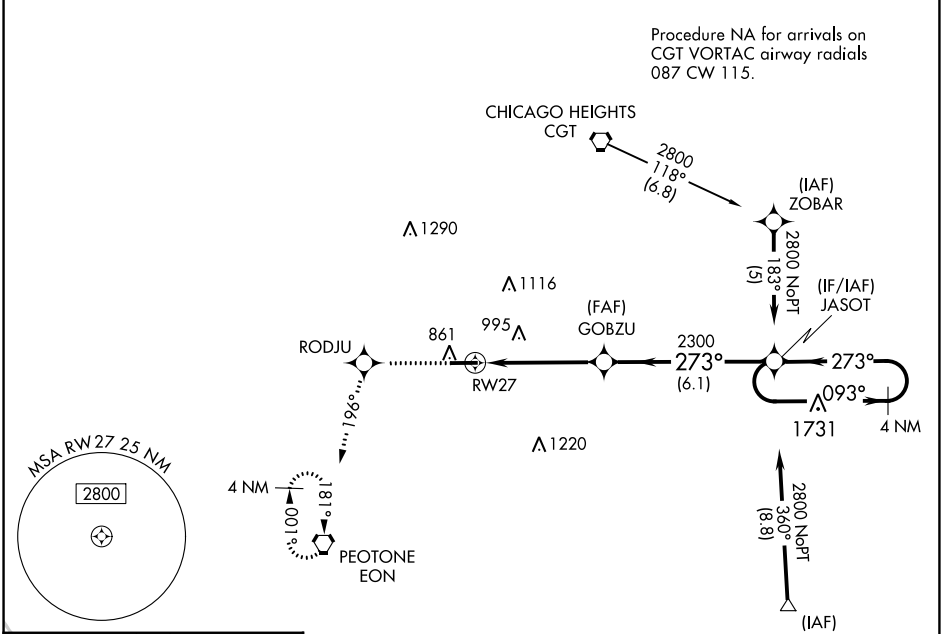 Procedure NA for arrivals on
CGT VORTAC airway radials
087 CW 115.
CHICAGO HEIGHTS
CGT
2800
118°
(6.8)
(IAF)
ZOBAR
2800 NoPT
183°
(5)
1290
1116
(IF/IAF)
JASOT
(FAF)
GOBZU
995
861
RODJU
RW27
2300
273°
(6.1)
273°
093°
4 NM
1731
196°
1220
MSA RW27 25 NM
2800
4 NM
181°
001°
PEOTONE
EON
2800 NoPT
360°
(8.8)
(IAF)